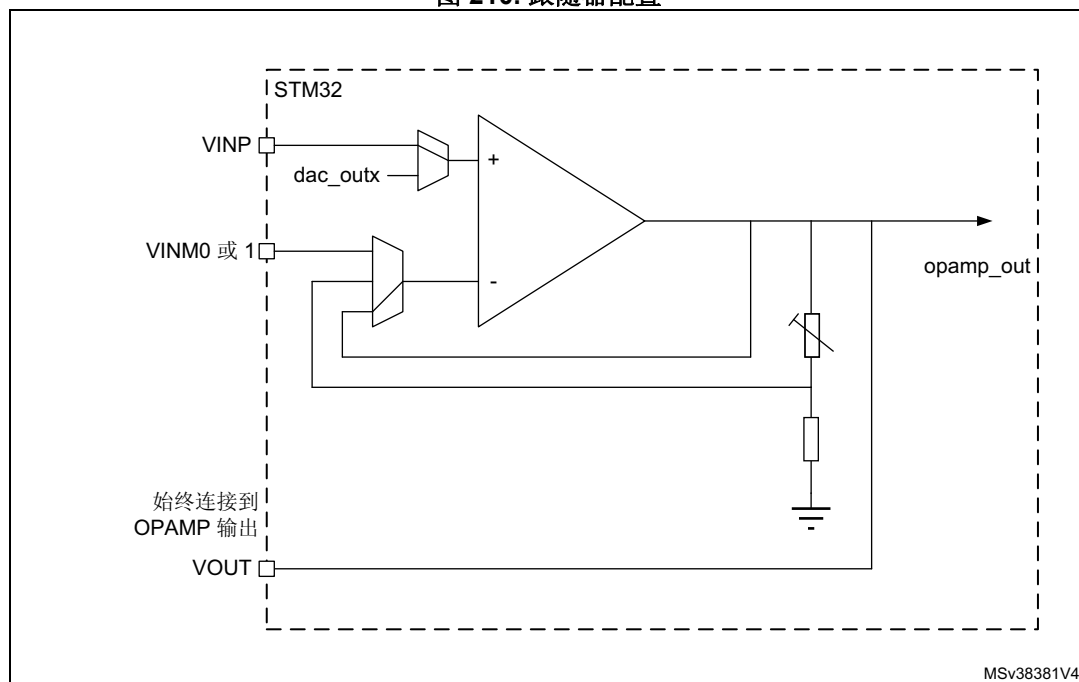 STM32
VINP
dac_outx
+
VINM0 或 1
-
opamp_out
始终连接到
OPAMP 输出
VOUT
MSv38381V4